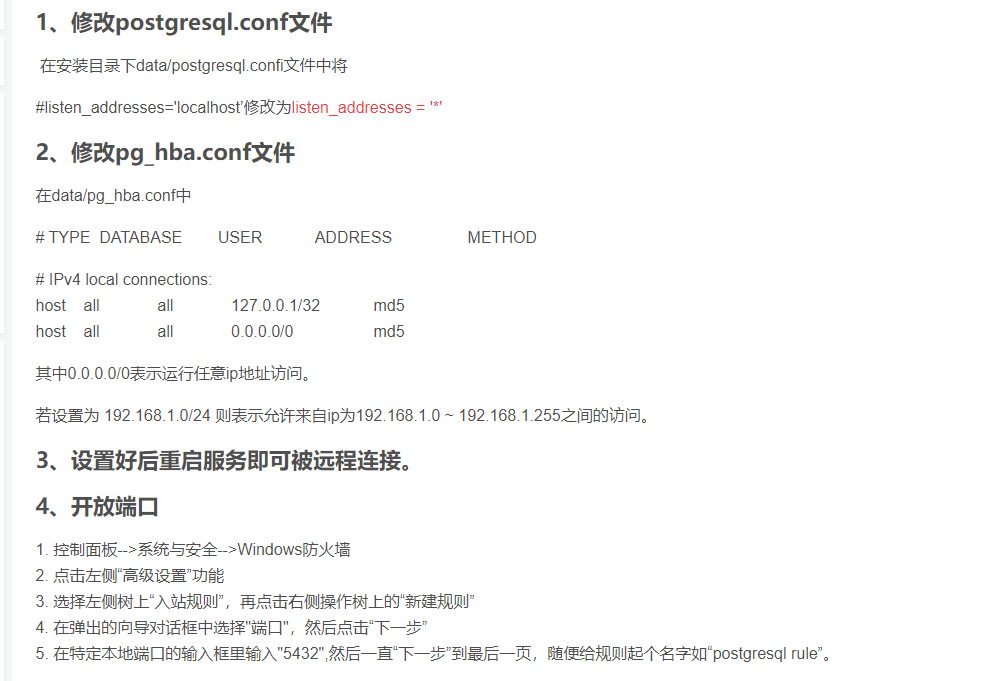 1、修改postgresql.conf文件
在安装目录下data/postgresql.confi文件中将
#listen_addresses='localhost'修改为listen_addresses = '*'
2、修改pg_hba.conf文件
在data/pg_hba.conf中
# TYPE DATABASE USER ADDRESS METHOD
# IPv4 local connections:
host all all 127.0.0.1/32 md5
host all all 0.0.0.0/0 md5
其中0.0.0.0/0表示运行任意ip地址访问。
若设置为 192.168.1.0/24 则表示允许来自ip为192.168.1.0 ~ 192.168.1.255之间的访问。
3、设置好后重启服务即可被远程连接。
4、开放端口
1. 控制面板-->系统与安全-->Windows防火墙
2. 点击左侧“高级设置”功能
3. 选择左侧树上“入站规则”，再点击右侧操作树上的“新建规则”
4. 在弹出的向导对话框中选择"端口"，然后点击“下一步”
5. 在特定本地端口的输入框里输入"5432",然后一直“下一步”到最后一页，随便给规则起个名字如“postgresql rule”。